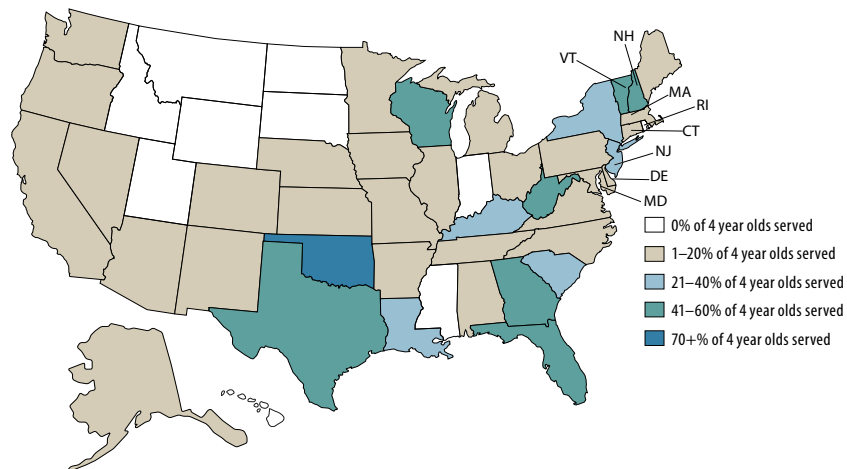 NH
VT
MA
RI
CT
NJ
DE
MD
0% of 4 year olds served
1–20% of 4 year olds served
21–40% of 4 year olds served
41–60% of 4 year olds served
70+% of 4 year olds served